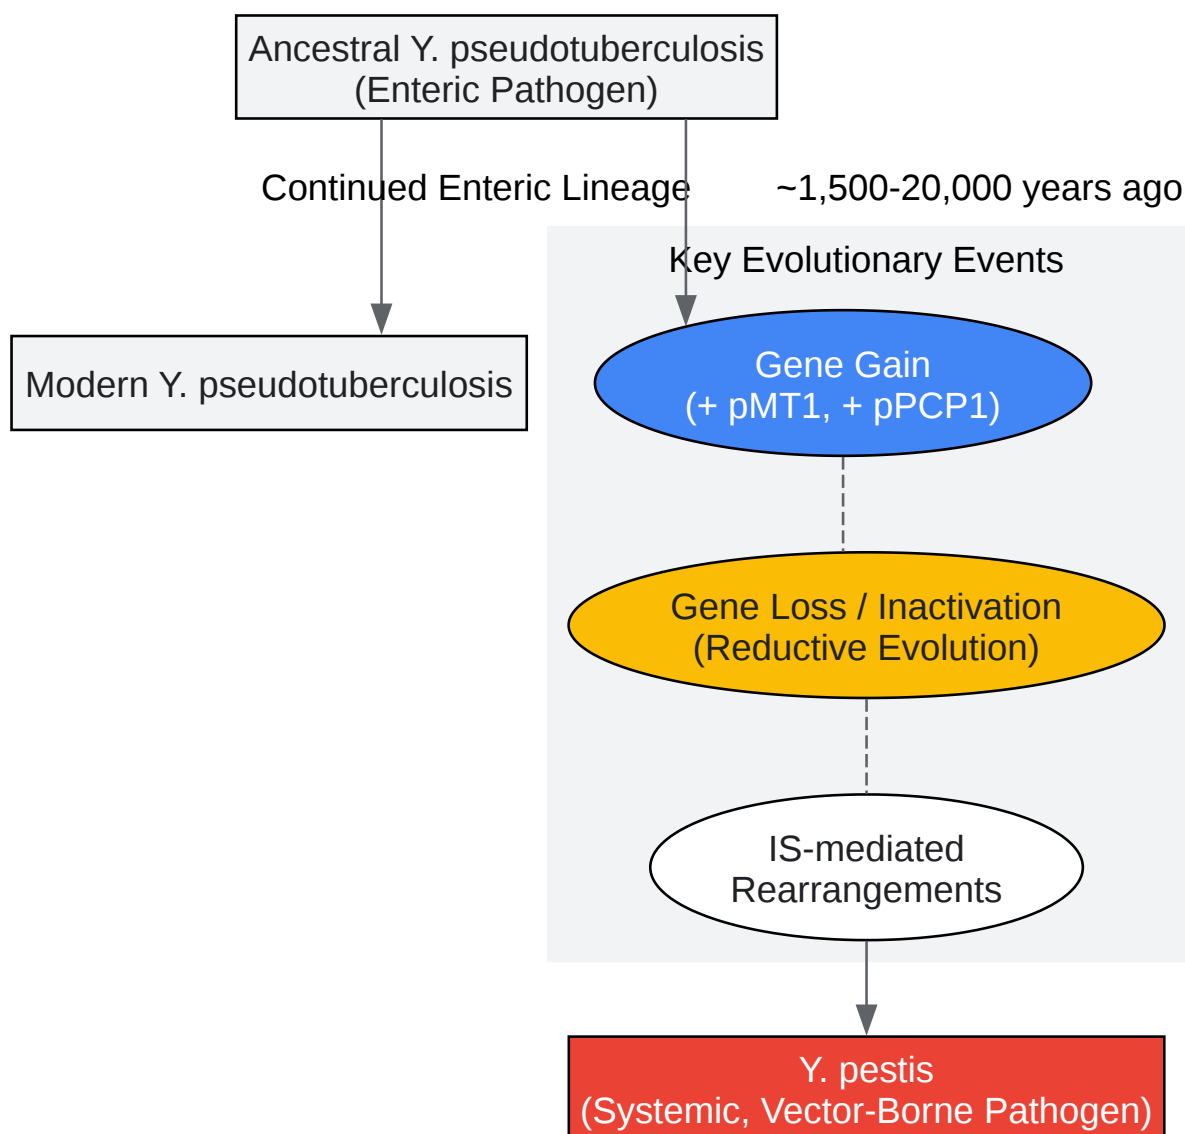 Ancestral Y. pseudotuberculosis
(Enteric Pathogen)
Continued Enteric Lineage
~1,500-20,000 years ago
Key Evolutionary Events
Modern Y. pseudotuberculosis
Gene Gain
(+ pMT1, + pPCP1)
Gene Loss / Inactivation
(Reductive Evolution)
IS-mediated
Rearrangements
Y. pestis
(Systemic, Vector-Borne Pathogen)